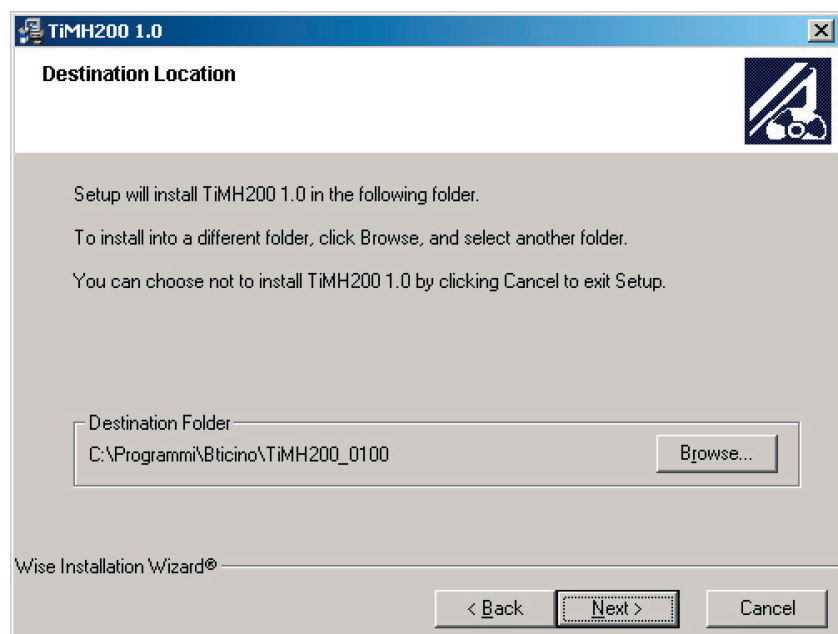 TiMH200 1.0
Destination Location
Setup will install TiMH200 1.0 in the following folder.
To install into a different folder, click Browse, and select another folder.
You can choose not to install TiMH200 1.0 by clicking Cancel to exit Setup.
Destination Folder
C:\Programmi\Bticino\TiMH200_0100
Browse...
Wise Installation Wizard®
< Back
Next >
Cancel